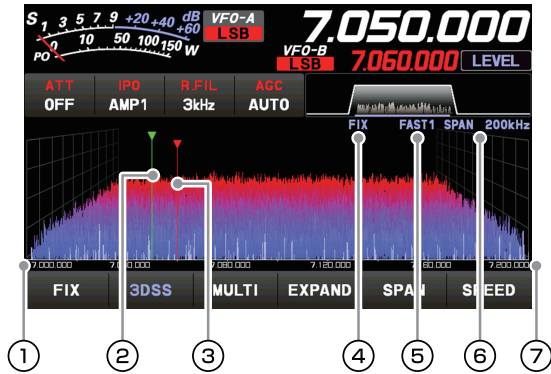 S 1 3 5 7 9 +20 +40 +60 dB
PO 0 10 50 100 150 W
VFO-A
LSB
7.050.000
VFO-B
LSB
7.060.000
LEVEL
ATT IPO R.FIL AGC
OFF AMP1 3kHz AUTO
FIX FAST1 SPAN 200kHz
7.000.000 7.080.000 7.120.000 7.200.000
FIX 3DSS MULTI EXPAND SPAN SPEED
1 2 3 4 5 6 7